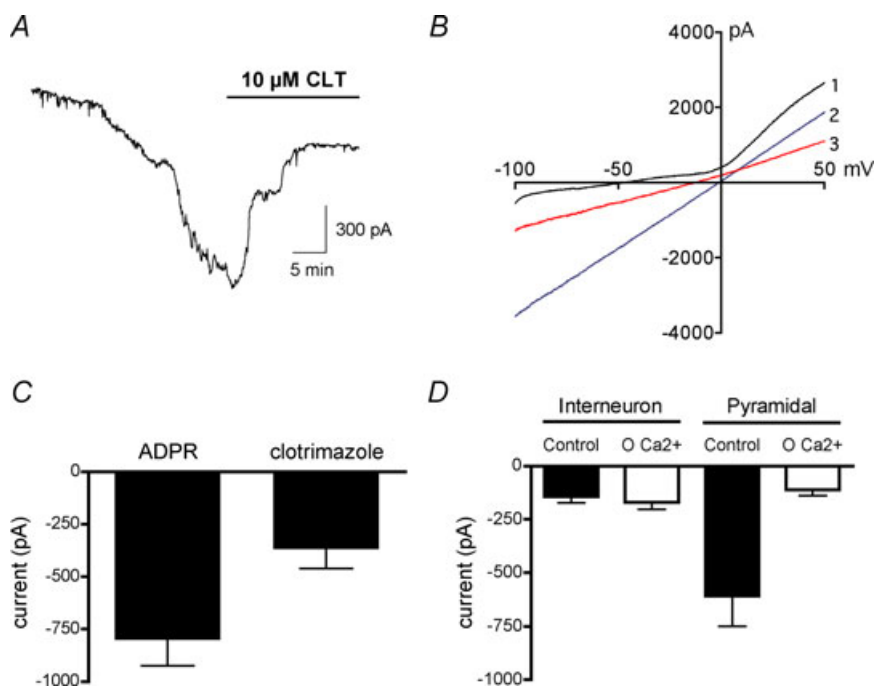 A
10 µM CLT
300 pA
5 min
B
pA
4000
2000
-2000
-4000
-100
-50
50
mV
1
2
3
C
ADPR
clotrimazole
0
-250
-500
-750
-1000
current (pA)
D
Interneuron
Pyramidal
Control
O Ca2+
Control
O Ca2+
0
-250
-500
-750
-1000
current (pA)